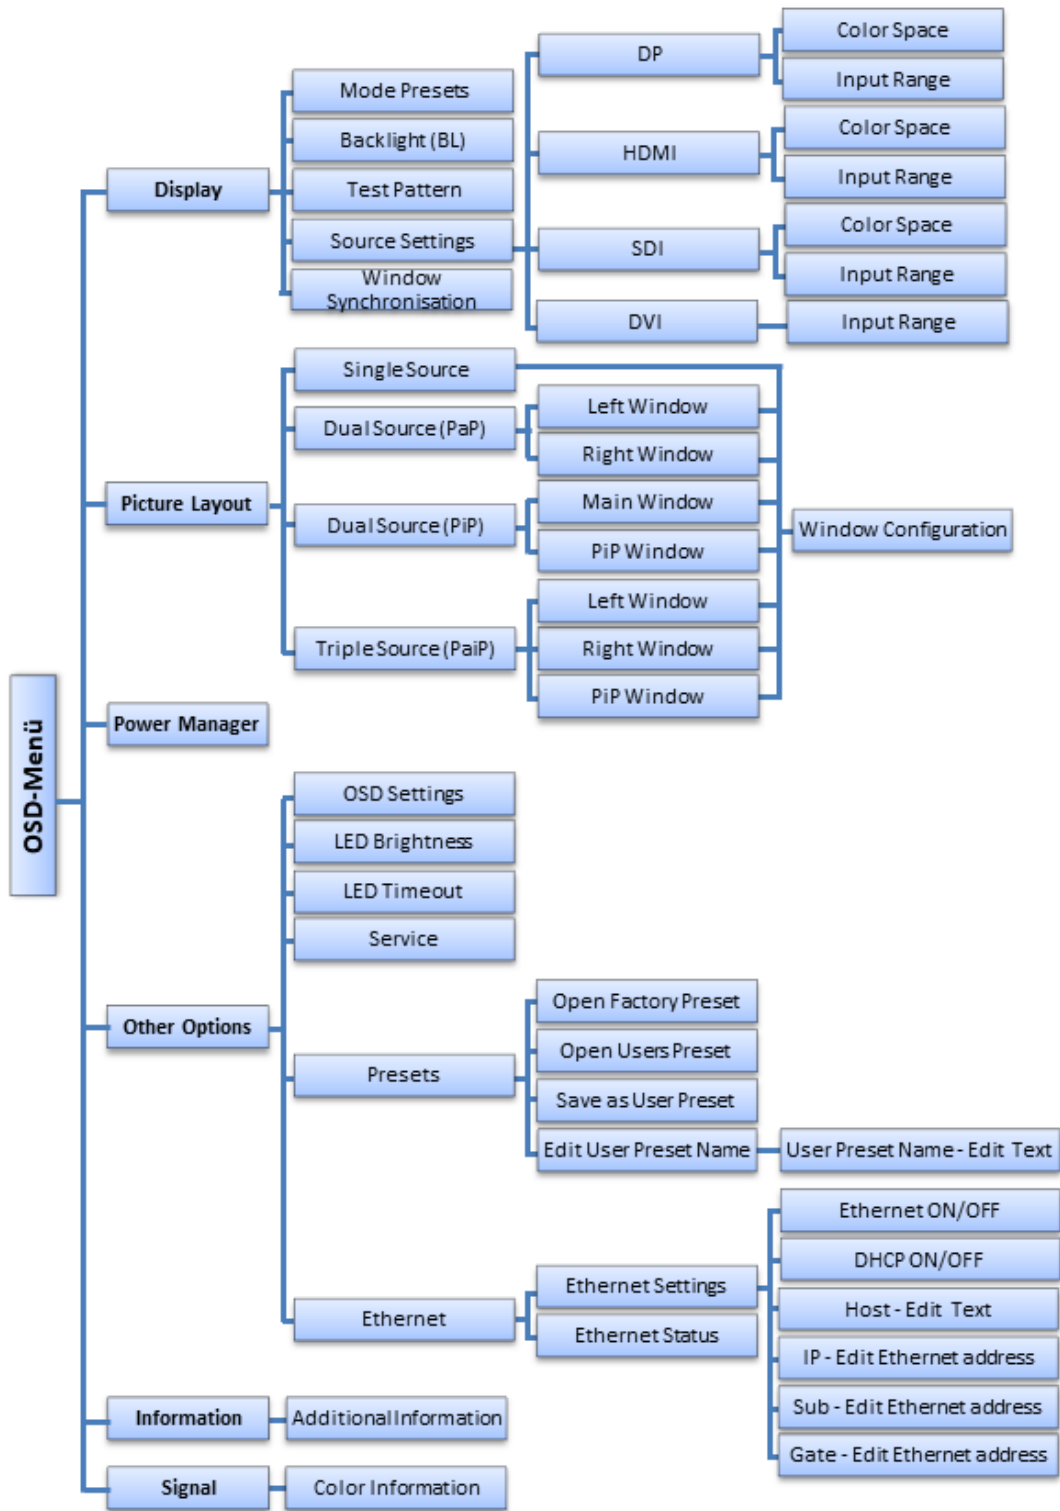 OSD-Menü
Display
Mode Presets
Backlight (BL)
Test Pattern
Source Settings
Window
Synchronisation
DP
Color Space
Input Range
HDMI
Color Space
Input Range
SDI
Color Space
Input Range
DVI
Input Range
Picture Layout
Single Source
Dual Source (PaP)
Left Window
Right Window
Dual Source (PiP)
Main Window
PiP Window
Triple Source (PaiP)
Left Window
Right Window
PiP Window
Window Configuration
Power Manager
Other Options
OSD Settings
LED Brightness
LED Timeout
Service
Presets
Open Factory Preset
Open Users Preset
Save as User Preset
Edit User Preset Name
User Preset Name - Edit Text
Ethernet
Ethernet Settings
Ethernet Status
Ethernet ON/OFF
DHCP ON/OFF
Host - Edit Text
IP - Edit Ethernet address
Sub - Edit Ethernet address
Gate - Edit Ethernet address
Information
Additional Information
Signal
Color Information